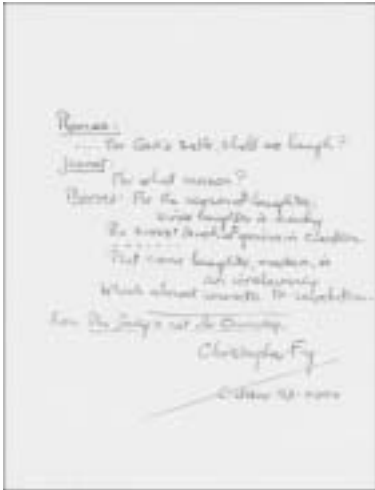 Thomas:
.... For God's sake, shall we laugh?
Jennet:
For what reason?
Thomas: For the reason of laughter,
since laughter is surely
The surest touch of genius in creation.
. . . . . . . .
That same laughter, madam, is
an irrelevancy
Which almost amounts to revelation.
from The Lady's not for Burning.
Christopher Fry